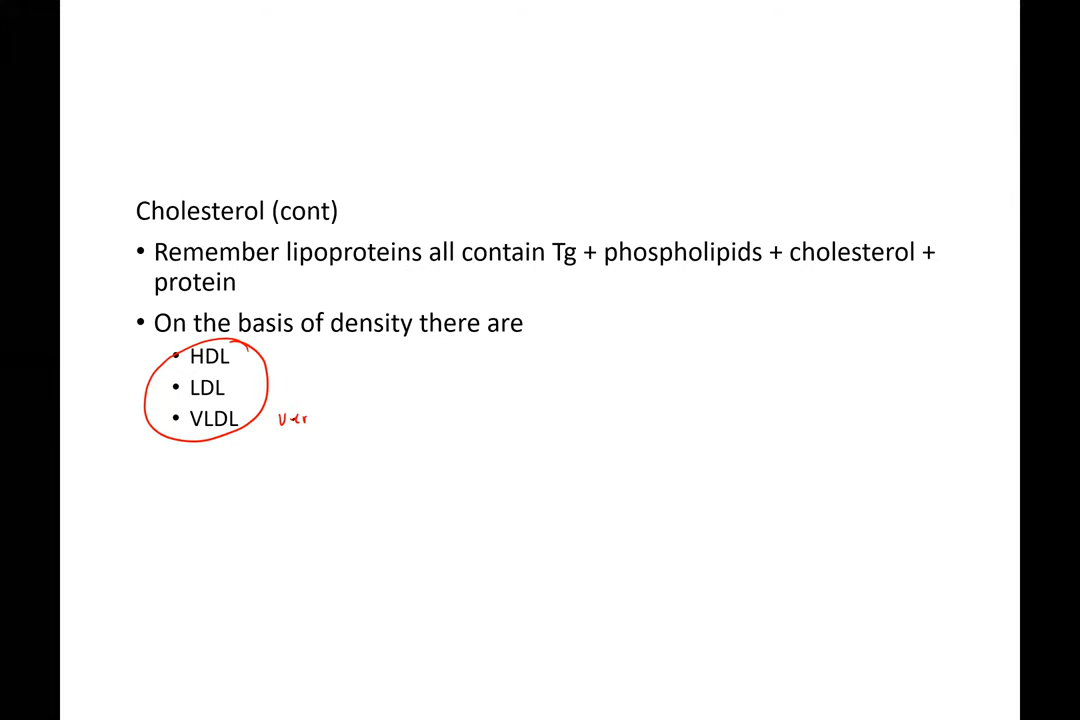 Cholesterol (cont)
• Remember lipoproteins all contain Tg + phospholipids + cholesterol +
protein
• On the basis of density there are
• HDL
• LDL
• VLDL ver